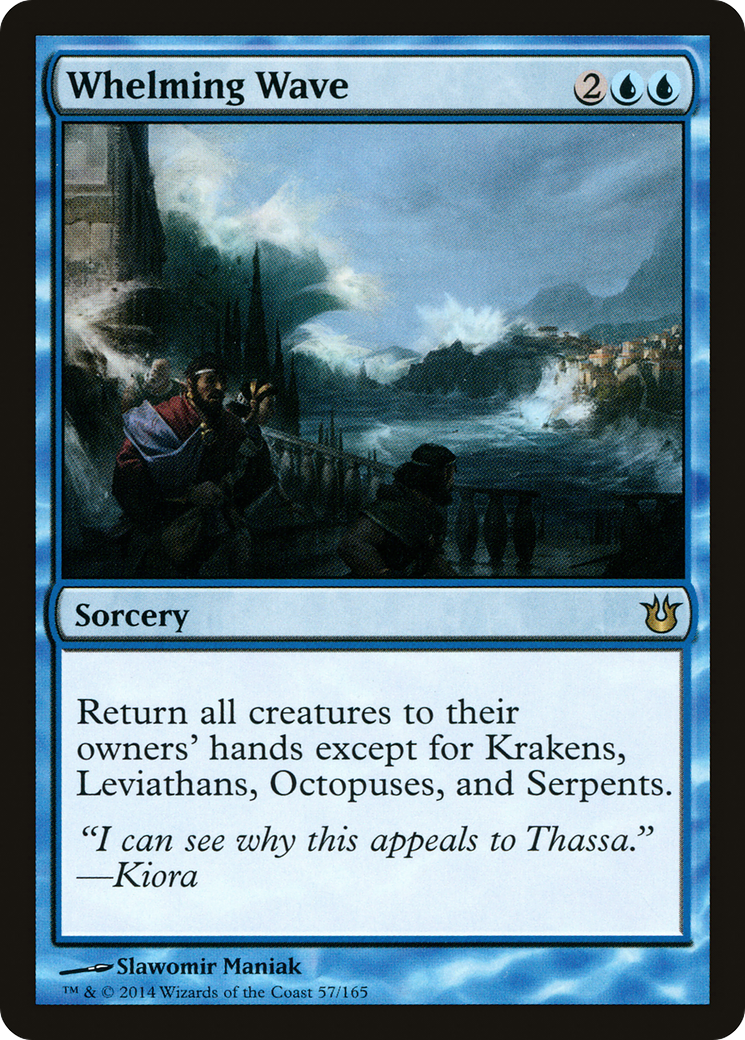 Whelming Wave 2
Sorcery
Return all creatures to their
owners’ hands except for Krakens,
Leviathans, Octopuses, and Serpents.
“I can see why this appeals to Thassa.”
—Kiora
Slawomir Maniak
™ & © 2014 Wizards of the Coast 57/165